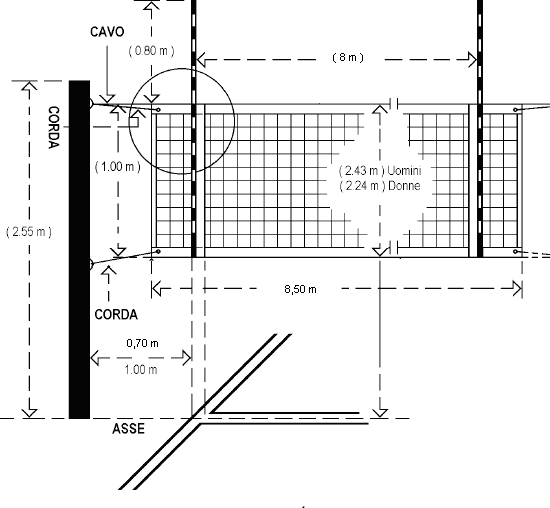 CAVO
( 0.80 m )
( 8 m )
CORDA
( 1.00 m )
( 2.43 m ) Uomini
( 2.24 m ) Donne
( 2.55 m )
8,50 m
CORDA
0,70 m
1.00 m
ASSE